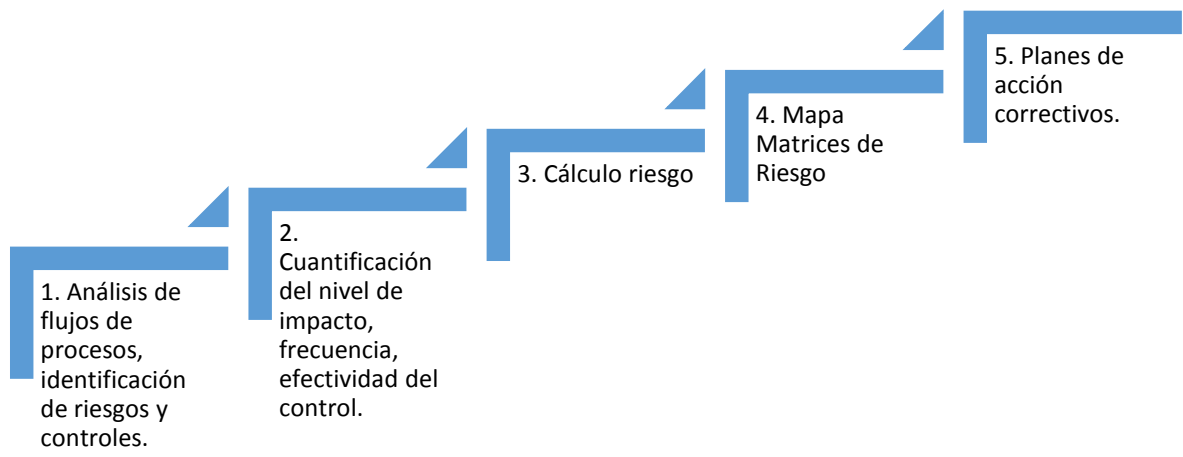 1. Análisis de
flujos de
procesos,
identificación
de riesgos y
controles.
2.
Cuantificación
del nivel de
impacto,
frecuencia,
efectividad del
control.
3. Cálculo riesgo
4. Mapa
Matrices de
Riesgo
5. Planes de
acción
correctivos.